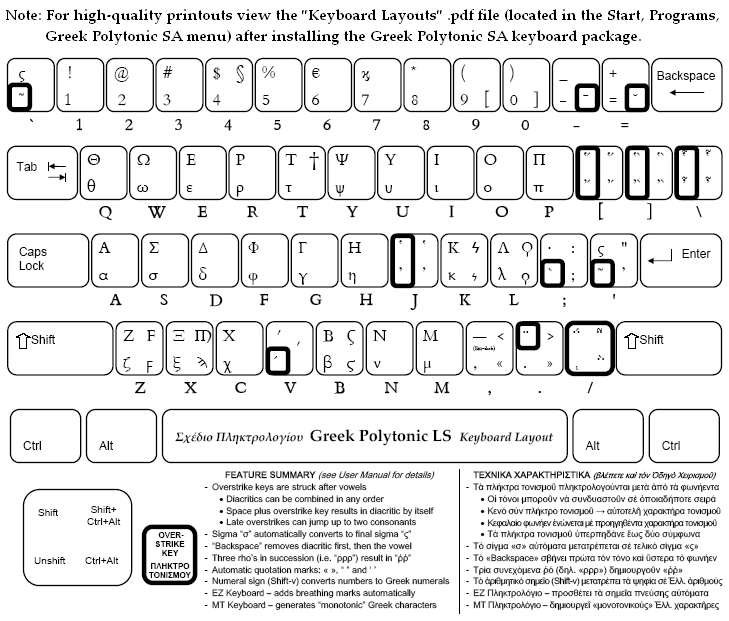 Note: For high-quality printouts view the "Keyboard Layouts" .pdf file (located in the Start, Programs,
Greek Polytonic SA menu) after installing the Greek Polytonic SA keyboard package.
ς ! @ # $ § % € ϗ * ( ) _ + Backspace
~ 1 2 3 4 5 6 7 8 9 [ 0 ] - =
` 1 2 3 4 5 6 7 8 9 0 - =
Tab Θ Ω Ε Ρ Τ † Ψ Υ Ι Ο Π
θ ω ε ρ τ ψ υ ι ο π
Q W E R T Y U I O P [ ] \
Caps Lock Α Σ Δ Φ Γ Η Κ ϟ Λ Ϙ · : ς " Enter
α σ δ φ γ η κ ϟ λ ϙ ` ; ~ '
A S D F G H J K L ; '
Shift Ζ Ϝ Ξ Ϡ Χ Β Ϛ Ν Μ — < ¨ > Shift
(Em-dash)
ζ ϝ ξ ϡ χ ´ β ϛ ν μ , « . »
Z X C V B N M , . /
Ctrl Alt Σχέδιο Πληκτρολογίου Greek Polytonic LS Keyboard Layout Alt Ctrl
Shift Shift+
Ctrl+Alt
Unshift Ctrl+Alt
OVER-
STRIKE
KEY
ΠΛΗΚΤΡΟ
ΤΟΝΙΣΜΟΥ
FEATURE SUMMARY (see User Manual for details)
- Overstrike keys are struck after vowels
• Diacritics can be combined in any order
• Space plus overstrike key results in diacritic by itself
• Late overstrikes can jump up to two consonants
- Sigma "σ" automatically converts to final sigma "ς"
- "Backspace" removes diacritic first, then the vowel
- Three rho's in succession (i.e. "ρρρ") result in "ῤῥ"
- Automatic quotation marks: « », " " and ' '
- Numeral sign (Shift-v) converts numbers to Greek numerals
- EZ Keyboard – adds breathing marks automatically
- MT Keyboard – generates "monotonic" Greek characters
ΤΕΧΝΙΚΑ ΧΑΡΑΚΤΗΡΙΣΤΙΚΑ (Βλέπετε καὶ τὸν Ὁδηγὸ Χειρισμοῦ)
- Τὰ πλήκτρα τονισμοῦ πληκτρολογοῦνται μετὰ ἀπὸ τὰ φωνήεντα
• Οἱ τόνοι μποροῦν νὰ συνδυαστοῦν σὲ ὁποιαδήποτε σειρά
• Κενὸ σὺν πλήκτρο τονισμοῦ → αὐτοτελῆ χαρακτήρα τονισμοῦ
• Κεφαλαῖο φωνῆεν ἑνώνεται μὲ προηγηθέντα χαρακτήρα τονισμοῦ
• Τὰ πλήκτρα τονισμοῦ ὑπερπηδᾶνε ἕως δύο σύμφωνα
- Τὸ σίγμα «σ» αὐτόματα μετατρέπεται σὲ τελικὸ σίγμα «ς»
- Τὸ «Backspace» σβήνει πρῶτα τὸν τόνο καὶ ὕστερα τὸ φωνῆεν
- Τρία συνεχόμενα ρό (δηλ. «ρρρ») δημιουργοῦν «ῤῥ»
- Τὸ ἀριθμητικὸ σημεῖο (Shift-v) μετατρέπει τὰ ψηφία σὲ Ἑλλ. ἀριθμούς
- EZ Πληκτρολόγιο – προσθέτει τὰ σημεῖα πνεύσης αὐτόματα
- MT Πληκτρολόγιο – δημιουργεῖ «μονοτονικούς» Ἑλλ. χαρακτῆρες